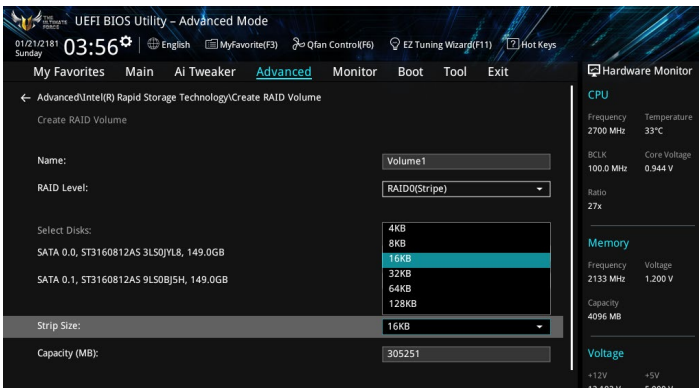 THE ULTIMATE FORCE
UEFI BIOS Utility – Advanced Mode
01/21/2181
Sunday
03:56
English
MyFavorite(F3)
Qfan Control(F6)
EZ Tuning Wizard(F11)
? Hot Keys
My Favorites
Main
Ai Tweaker
Advanced
Monitor
Boot
Tool
Exit
Hardware Monitor
Advanced\Intel(R) Rapid Storage Technology\Create RAID Volume
Create RAID Volume
Name:
Volume1
RAID Level:
RAID0(Stripe)
Select Disks:
SATA 0.0, ST3160812AS 3LS0JYL8, 149.0GB
SATA 0.1, ST3160812AS 9LS0BJ5H, 149.0GB
4KB
8KB
16KB
32KB
64KB
128KB
Strip Size:
16KB
Capacity (MB):
305251
CPU
Frequency Temperature
2700 MHz 33°C
BCLK Core Voltage
100.0 MHz 0.944 V
Ratio
27x
Memory
Frequency Voltage
2133 MHz 1.200 V
Capacity
4096 MB
Voltage
+12V +5V